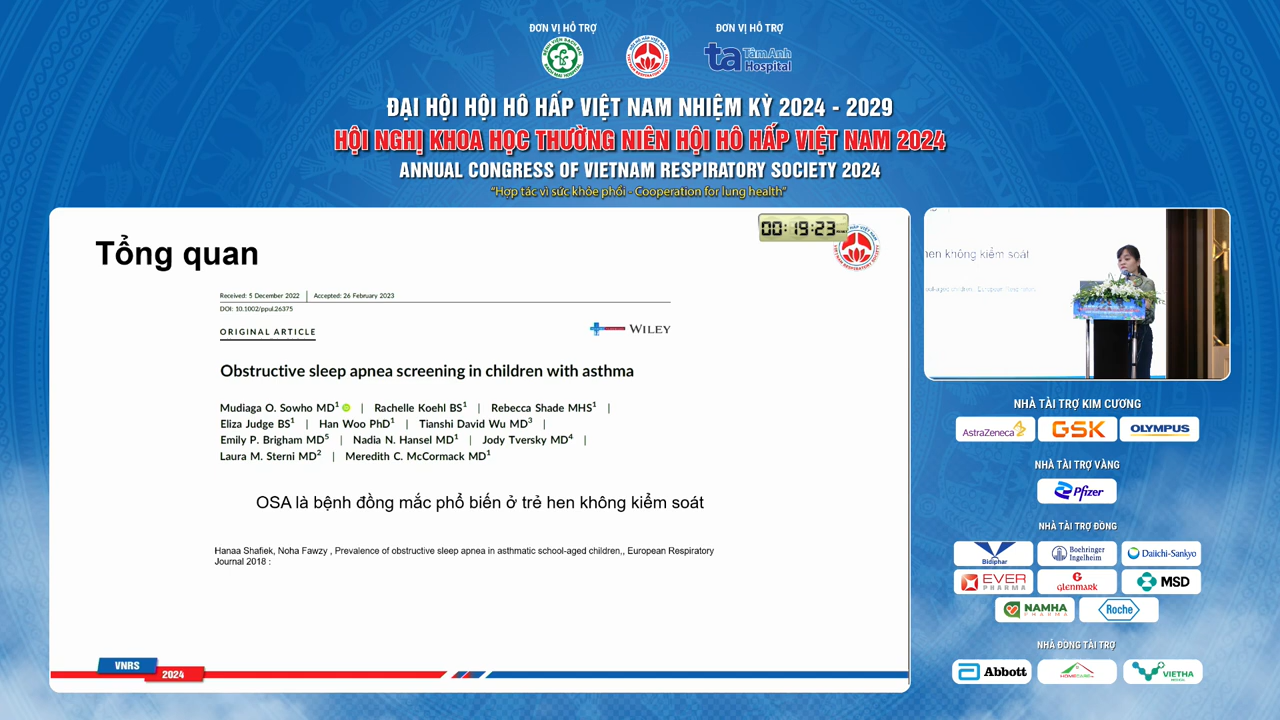 ĐƠN VỊ HỖ TRỢ
ĐƠN VỊ HỖ TRỢ
TâmAnh
Hospital
ĐẠI HỘI HỘI HÔ HẤP VIỆT NAM NHIỆM KỲ 2024 - 2029
HỘI NGHỊ KHOA HỌC THƯỜNG NIÊN HỘI HÔ HẤP VIỆT NAM 2024
ANNUAL CONGRESS OF VIETNAM RESPIRATORY SOCIETY 2024
"Hợp tác vì sức khỏe phổi - Cooperation for lung health"
00:19:23
Tổng quan
Received: 5 December 2022 | Accepted: 26 February 2023
DOI: 10.1002/ppul.26375
ORIGINAL ARTICLE
WILEY
Obstructive sleep apnea screening in children with asthma
Mudiaga O. Sowho MD1 | Rachelle Koehl BS1 | Rebecca Shade MHS1 |
Eliza Judge BS1 | Han Woo PhD1 | Tianshi David Wu MD3 |
Emily P. Brigham MD5 | Nadia N. Hansel MD1 | Jody Tversky MD4 |
Laura M. Sterni MD2 | Meredith C. McCormack MD1
OSA là bệnh đồng mắc phổ biến ở trẻ hen không kiểm soát
Hanaa Shafiek, Noha Fawzy , Prevalence of obstructive sleep apnea in asthmatic school-aged children,, European Respiratory
Journal 2018 :
VNRS
2024
hen không kiểm soát
NHÀ TÀI TRỢ KIM CƯƠNG
AstraZeneca
GSK
OLYMPUS
NHÀ TÀI TRỢ VÀNG
Pfizer
NHÀ TÀI TRỢ ĐỒNG
Bidiphar
Boehringer
Ingelheim
Daiichi-Sankyo
EVER
PHARMA
GLENMARK
MSD
NAMHA
PHARMA
Roche
NHÀ ĐỒNG TÀI TRỢ
Abbott
HOMECARE
VIETHA
MEDICAL